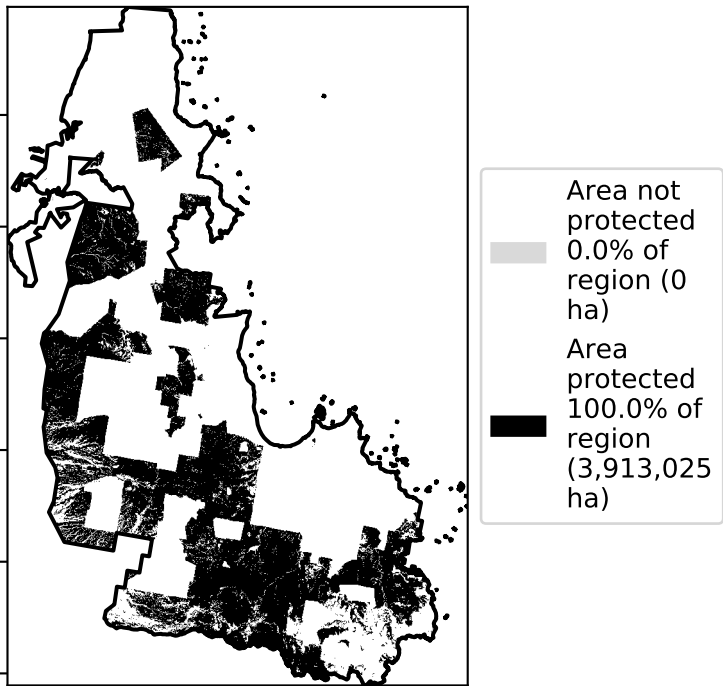 Area not
protected
0.0% of
region (0
ha)
Area
protected
100.0% of
region
(3,913,025
ha)